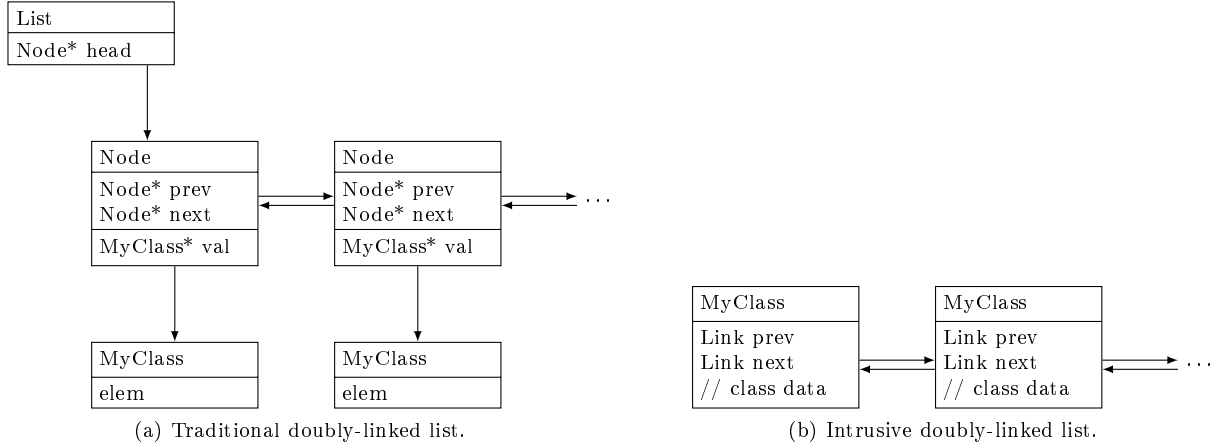 List
Node* head
Node
Node* prev
Node* next
MyClass* val
Node
Node* prev
Node* next
MyClass* val
...
MyClass
elem
MyClass
elem
(a) Traditional doubly-linked list.
MyClass
Link prev
Link next
// class data
MyClass
Link prev
Link next
// class data
...
(b) Intrusive doubly-linked list.